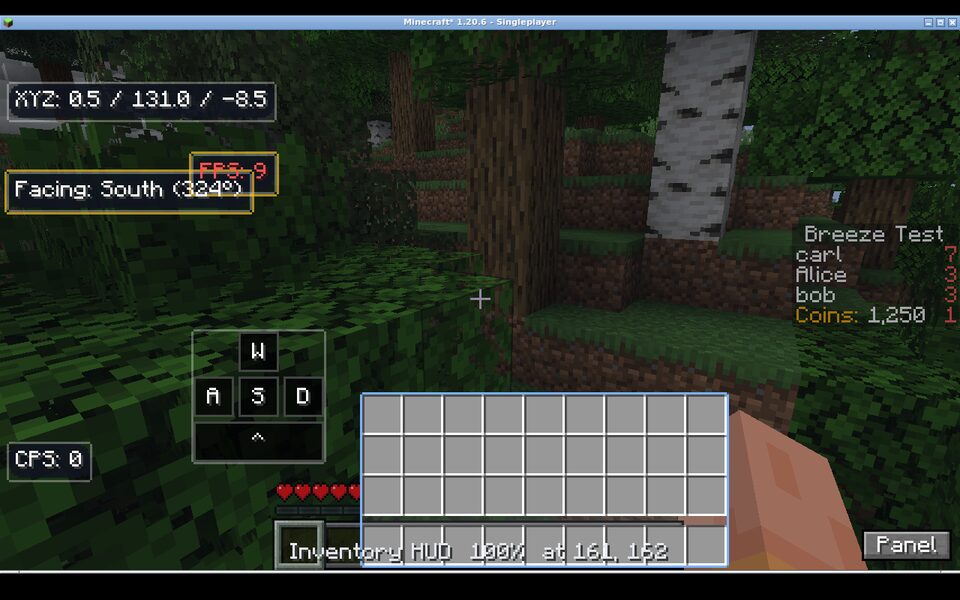 Minecraft* 1.20.6 - Singleplayer
XYZ: 0.5 / 131.0 / -8.5
FPS: 9
Facing: South (324°)
Breeze Test
carl 7
Alice 3
bob 3
Coins: 1,250 1
W
A S D
^
CPS: 0
Inventory HUD 100% at 161, 162
Panel